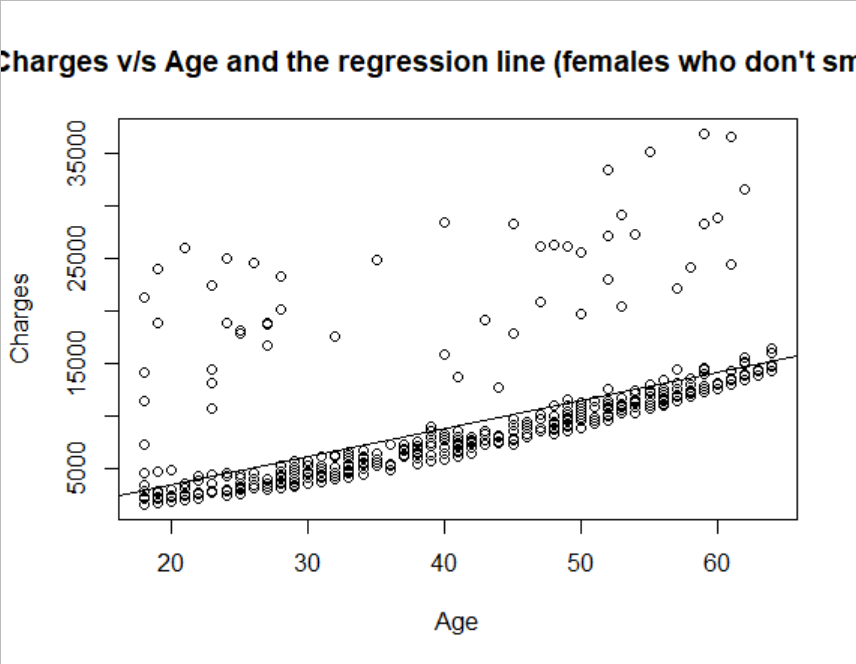 Charges v/s Age and the regression line (females who don't sm
35000
25000
15000
5000
Charges
20 30 40 50 60
Age